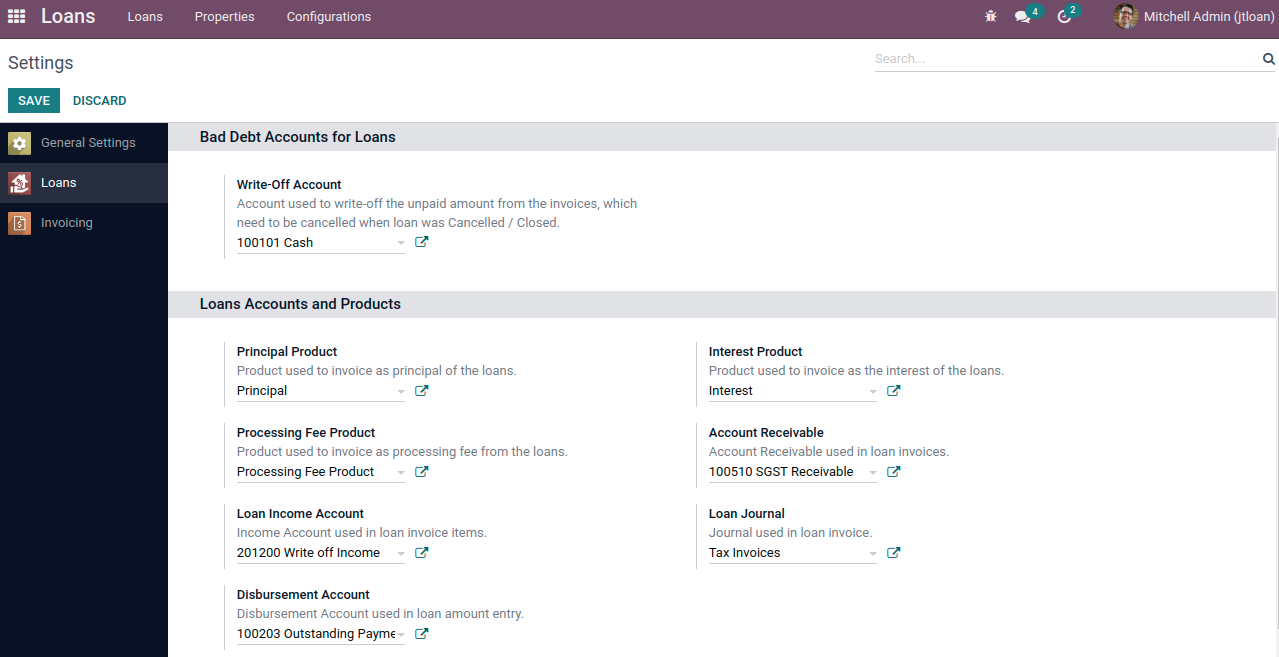 Loans Loans Properties Configurations 4 2 Mitchell Admin (jtloan)
Settings Search...
SAVE DISCARD
General Settings
Loans
Invoicing
Bad Debt Accounts for Loans
Write-Off Account
Account used to write-off the unpaid amount from the invoices, which
need to be cancelled when loan was Cancelled / Closed.
100101 Cash
Loans Accounts and Products
Principal Product
Product used to invoice as principal of the loans.
Principal
Interest Product
Product used to invoice as the interest of the loans.
Interest
Processing Fee Product
Product used to invoice as processing fee from the loans.
Processing Fee Product
Account Receivable
Account Receivable used in loan invoices.
100510 SGST Receivable
Loan Income Account
Income Account used in loan invoice items.
201200 Write off Income
Loan Journal
Journal used in loan invoice.
Tax Invoices
Disbursement Account
Disbursement Account used in loan amount entry.
100203 Outstanding Payme